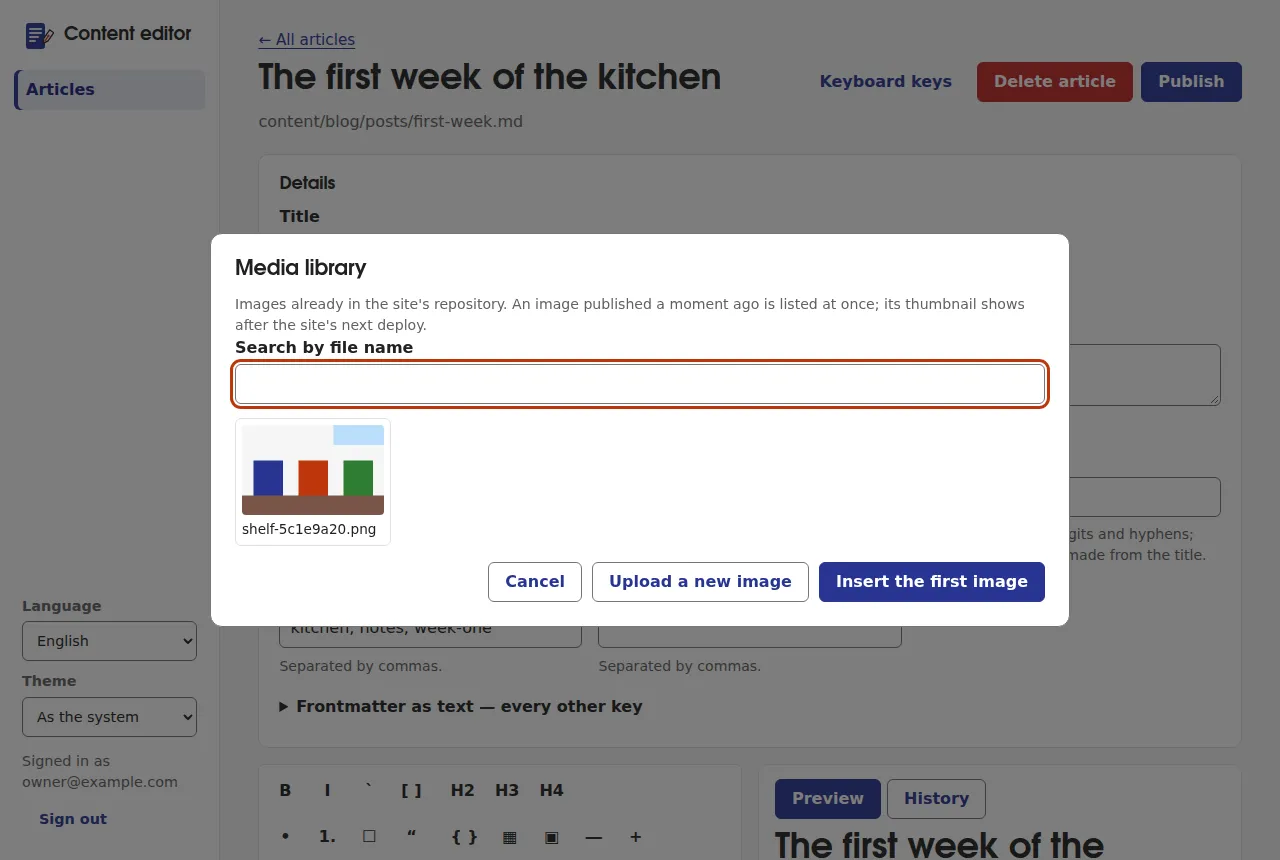 Content editor
Articles
← All articles
The first week of the kitchen
Keyboard keys
Delete article
Publish
content/blog/posts/first-week.md
Details
Title
Media library
Images already in the site's repository. An image published a moment ago is listed at once; its thumbnail shows
after the site's next deploy.
Search by file name
shelf-5c1e9a20.png
Cancel
Upload a new image
Insert the first image
gits and hyphens;
made from the title.
kitchen, notes, week-one
Separated by commas.
Separated by commas.
Frontmatter as text — every other key
Language
English
Theme
As the system
Signed in as
owner@example.com
Sign out
B I ` [ ] H2 H3 H4
• 1. ☐ “ { } ▦ ▣ — +
Preview
History
The first week of the